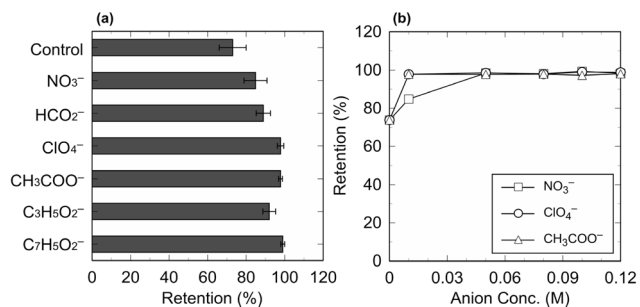 (a)
Control
NO₃⁻
HCO₂⁻
ClO₄⁻
CH₃COO⁻
C₃H₅O₂⁻
C₇H₅O₂⁻
0 20 40 60 80 100 120
Retention (%)
(b)
120
100
80
60
40
20
0
Retention (%)
NO₃⁻
ClO₄⁻
CH₃COO⁻
0 0.03 0.06 0.09 0.12
Anion Conc. (M)